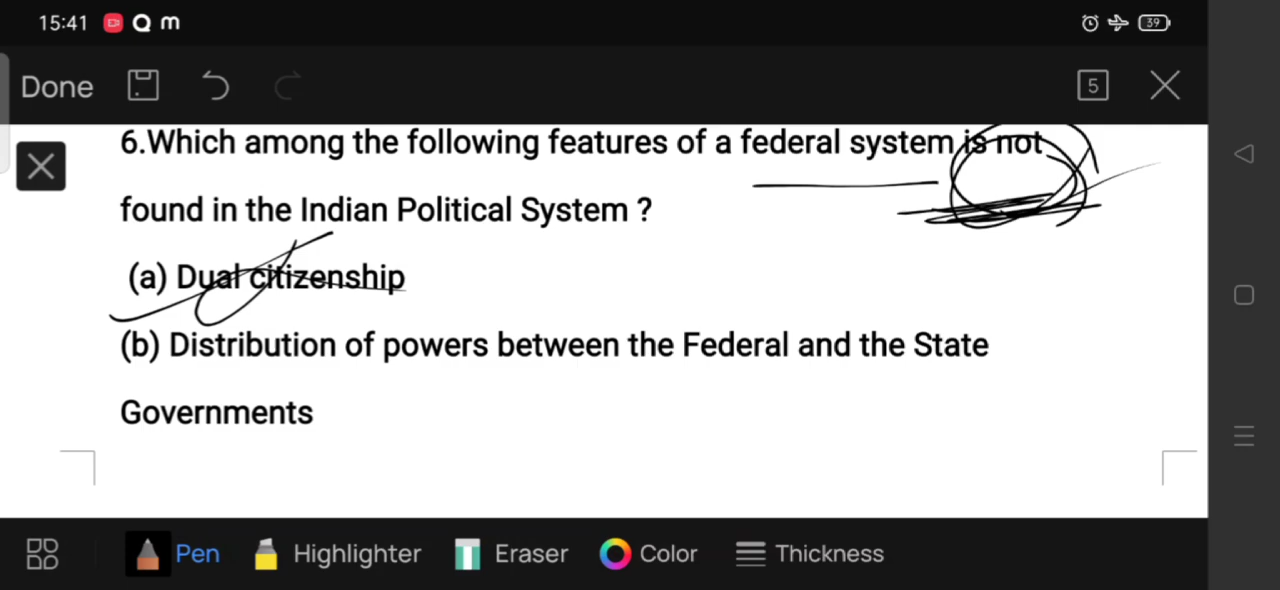 15:41 Q m 39
Done 5
6.Which among the following features of a federal system is not
found in the Indian Political System ?
(a) Dual citizenship
(b) Distribution of powers between the Federal and the State
Governments
Pen Highlighter Eraser Color Thickness